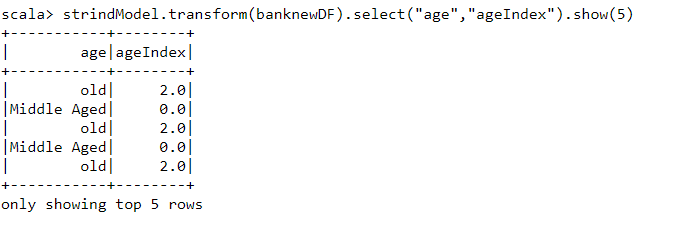 scala> strindModel.transform(banknewDF).select("age","ageIndex").show(5)
+-----------+--------+
|        age|ageIndex|
+-----------+--------+
|        old|     2.0|
|Middle Aged|     0.0|
|        old|     2.0|
|Middle Aged|     0.0|
|        old|     2.0|
+-----------+--------+
only showing top 5 rows